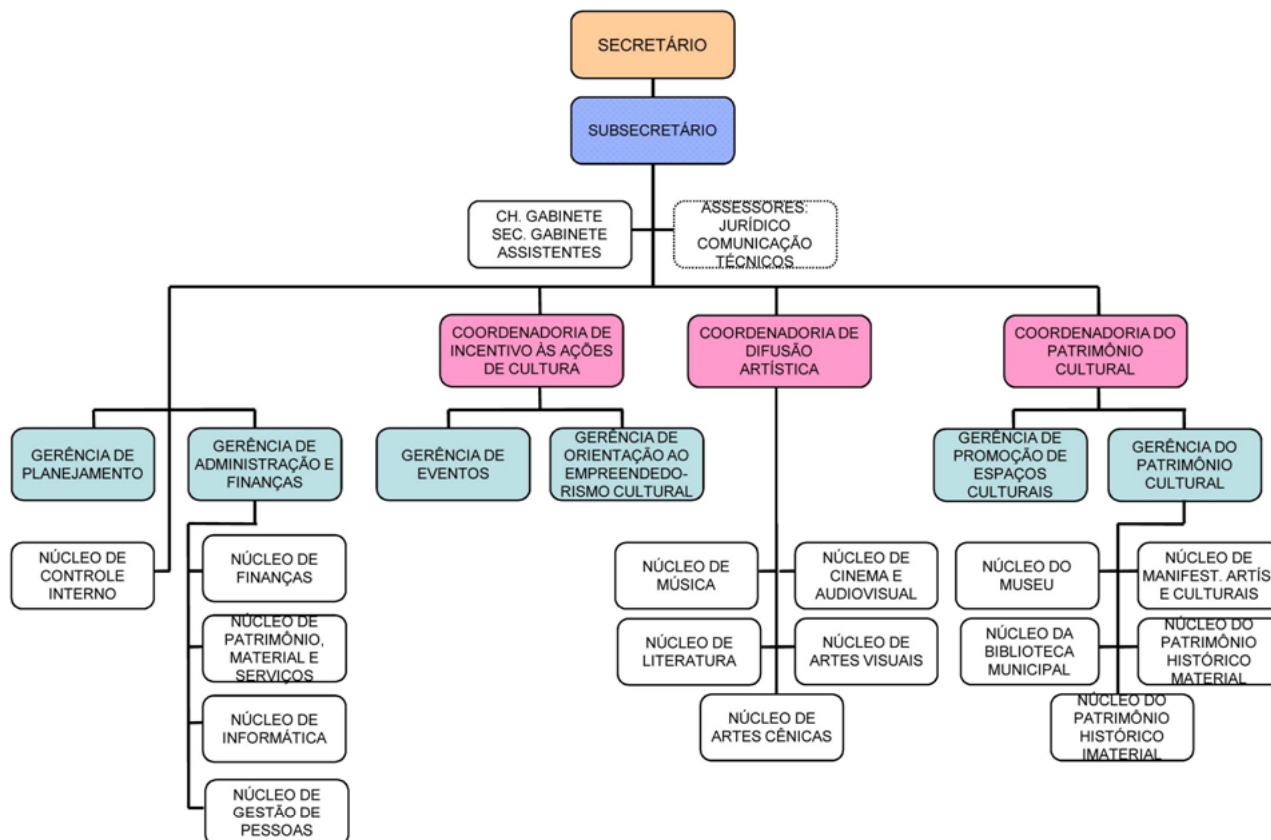 SECRETÁRIO
SUBSECRETÁRIO
CH. GABINETE
SEC. GABINETE
ASSISTENTES
ASSESSORES:
JURÍDICO
COMUNICAÇÃO
TÉCNICOS
COORDENADORIA DE
INCENTIVO ÀS AÇÕES
DE CULTURA
COORDENADORIA DE
DIFUSÃO
ARTÍSTICA
COORDENADORIA DO
PATRIMÔNIO
CULTURAL
GERÊNCIA DE
PLANEJAMENTO
GERÊNCIA DE
ADMINISTRAÇÃO E
FINANÇAS
GERÊNCIA DE
EVENTOS
GERÊNCIA DE
ORIENTAÇÃO AO
EMPREENDEDO-
RISMO CULTURAL
GERÊNCIA DE
PROMOÇÃO DE
ESPAÇOS
CULTURAIS
GERÊNCIA DO
PATRIMÔNIO
CULTURAL
NÚCLEO DE
CONTROLE
INTERNO
NÚCLEO DE
FINANÇAS
NÚCLEO DE
PATRIMÔNIO,
MATERIAL E
SERVIÇOS
NÚCLEO DE
INFORMÁTICA
NÚCLEO DE
GESTÃO DE
PESSOAS
NÚCLEO DE
MÚSICA
NÚCLEO DE
CINEMA E
AUDIOVISUAL
NÚCLEO DE
LITERATURA
NÚCLEO DE
ARTES VISUAIS
NÚCLEO DE
ARTES CÊNICAS
NÚCLEO DO
MUSEU
NÚCLEO DE
MANIFEST. ARTÍS
E CULTURAIS
NÚCLEO DA
BIBLIOTECA
MUNICIPAL
NÚCLEO DO
PATRIMÔNIO
HISTÓRICO
MATERIAL
NÚCLEO DO
PATRIMÔNIO
HISTÓRICO
IMATERIAL